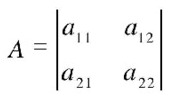 A = | a₁₁ a₁₂ |
| a₂₁ a₂₂ |